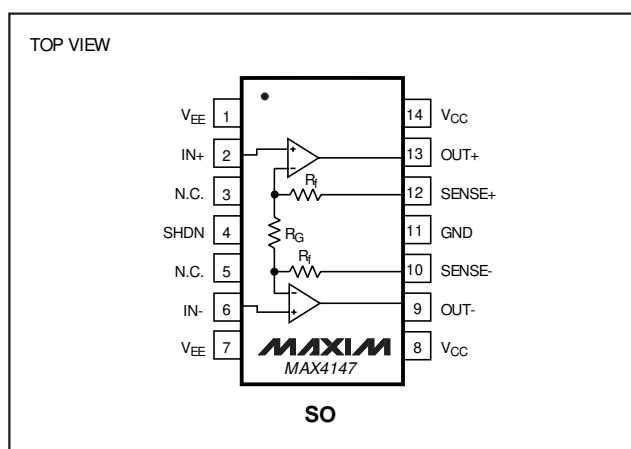 TOP VIEW
VEE 1
14 VCC
IN+ 2
+
13 OUT+
−
N.C. 3
Rf
12 SENSE+
SHDN 4
RG
11 GND
N.C. 5
Rf
10 SENSE-
−
IN- 6
+
9 OUT-
VEE 7
MAXIM
8 VCC
MAX4147
SO